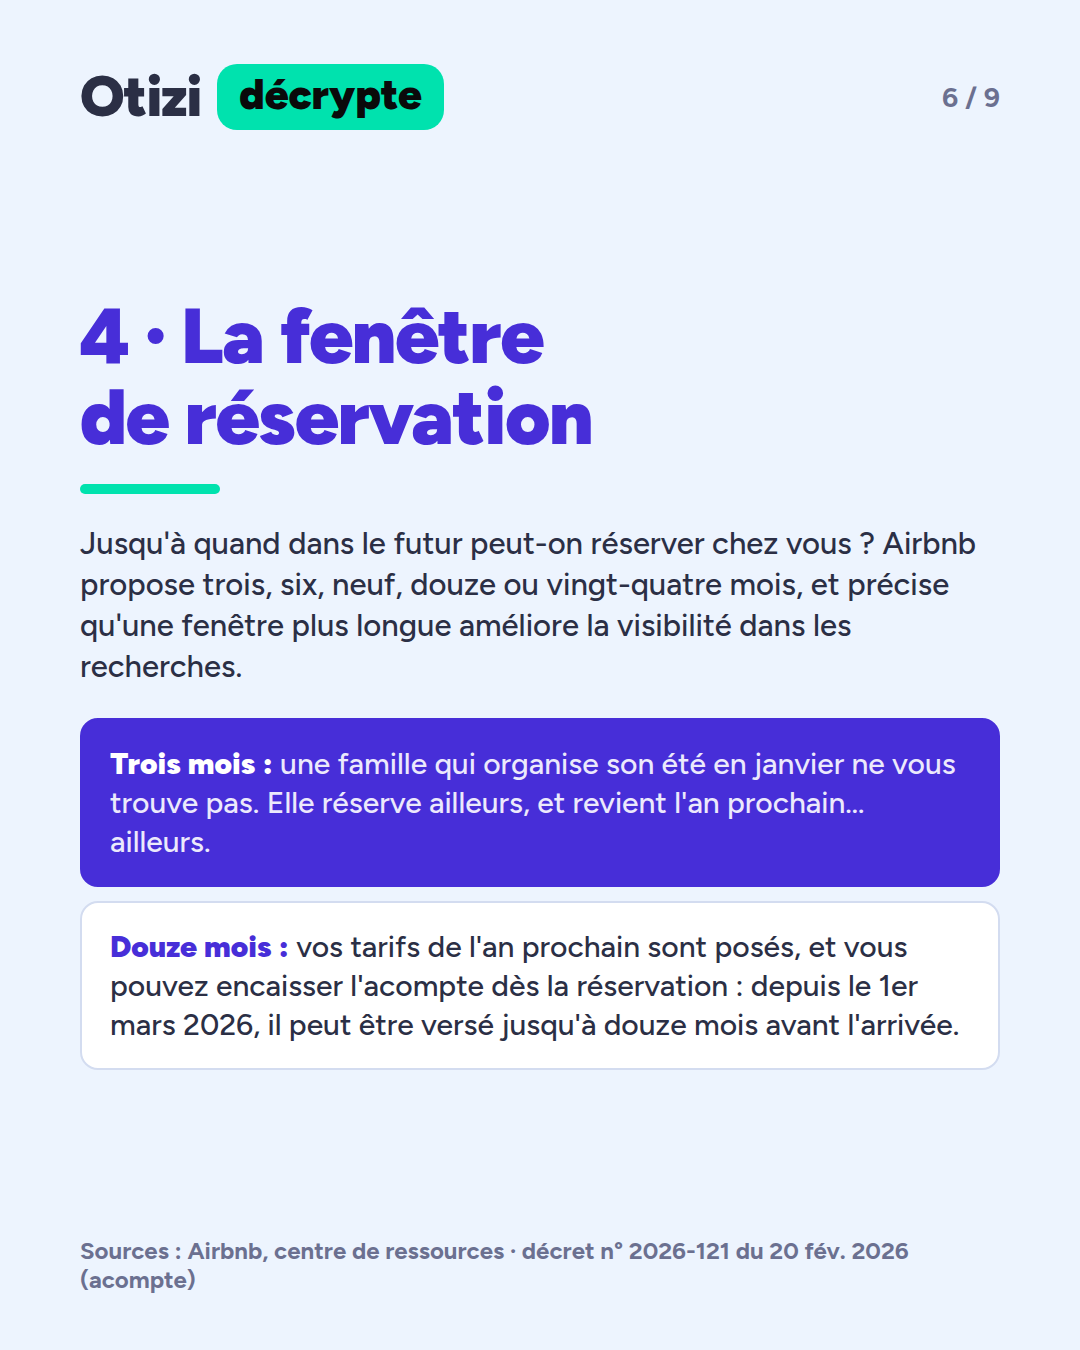 Otizi décrypte
6 / 9
4 · La fenêtre
de réservation
Jusqu'à quand dans le futur peut-on réserver chez vous ? Airbnb
propose trois, six, neuf, douze ou vingt-quatre mois, et précise
qu'une fenêtre plus longue améliore la visibilité dans les
recherches.
Trois mois : une famille qui organise son été en janvier ne vous
trouve pas. Elle réserve ailleurs, et revient l'an prochain...
ailleurs.
Douze mois : vos tarifs de l'an prochain sont posés, et vous
pouvez encaisser l'acompte dès la réservation : depuis le 1er
mars 2026, il peut être versé jusqu'à douze mois avant l'arrivée.
Sources : Airbnb, centre de ressources · décret n° 2026-121 du 20 fév. 2026
(acompte)